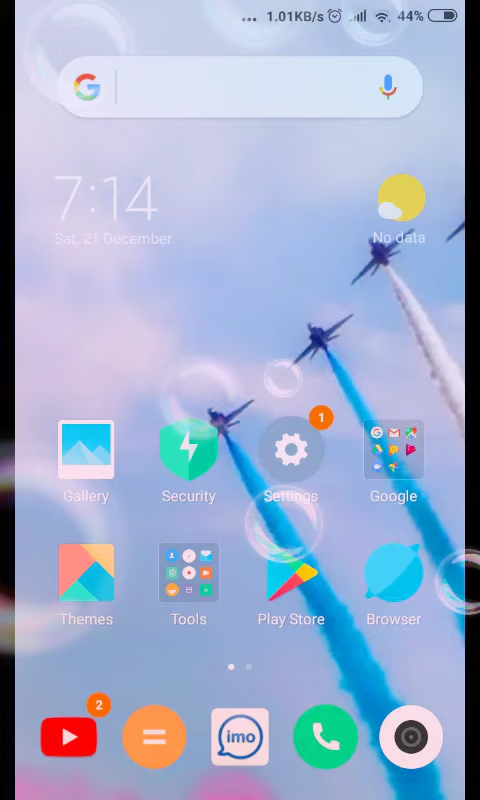 ... 1.01KB/s 44%
7:14
Sat, 21 December
No data
1
Gallery Security Settings Google
Themes Tools Play Store Browser
2
imo